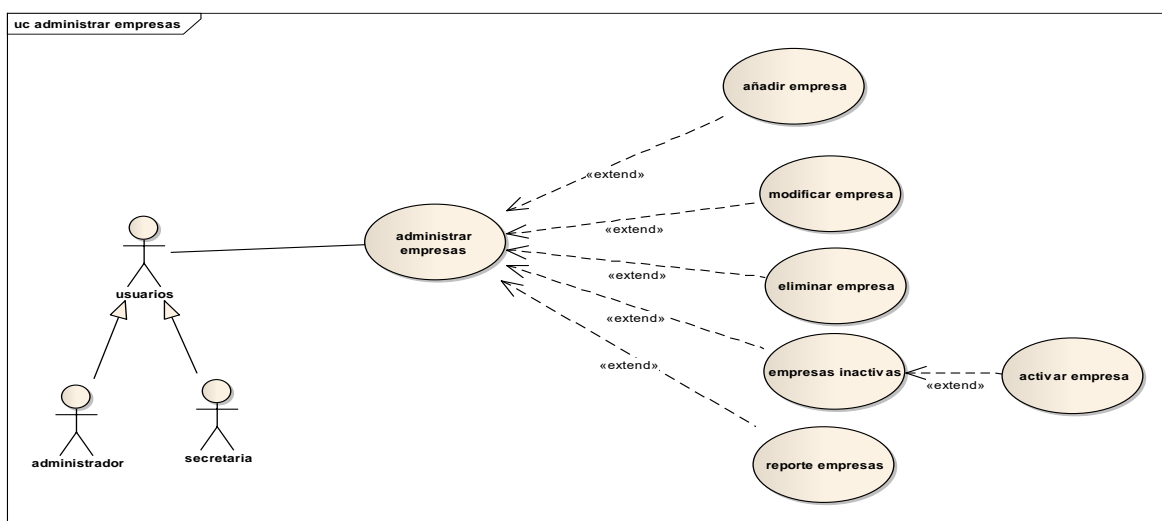 uc administrar empresas
añadir empresa
«extend»
modificar empresa
«extend»
administrar
empresas
eliminar empresa
«extend»
usuarios
«extend»
empresas inactivas
activar empresa
«extend»
«extend»
administrador
secretaria
reporte empresas